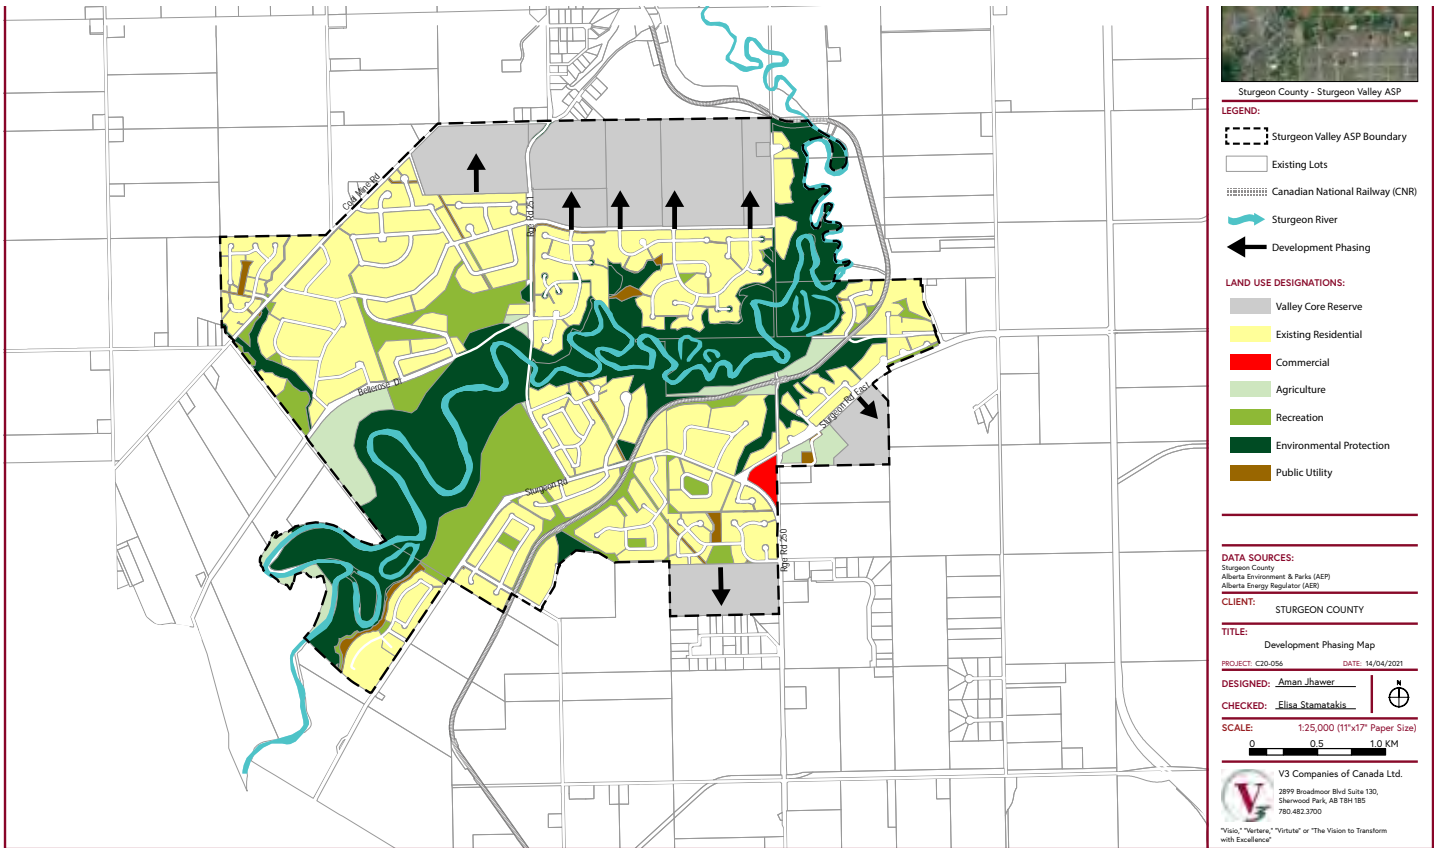 Sturgeon County - Sturgeon Valley ASP
LEGEND:
Sturgeon Valley ASP Boundary
Existing Lots
Canadian National Railway (CNR)
Sturgeon River
Development Phasing
LAND USE DESIGNATIONS:
Valley Core Reserve
Existing Residential
Commercial
Agriculture
Recreation
Environmental Protection
Public Utility
DATA SOURCES:
Sturgeon County
Alberta Environment & Parks (AEP)
Alberta Energy Regulator (AER)
CLIENT:
STURGEON COUNTY
TITLE:
Development Phasing Map
PROJECT: C20-056 DATE: 14/04/2021
DESIGNED: Aman Jhawer
CHECKED: Elisa Stamatakis
N
SCALE: 1:25,000 (11"x17" Paper Size)
0 0.5 1.0 KM
V3 Companies of Canada Ltd.
2899 Broadmoor Blvd Suite 130,
Sherwood Park, AB T8H 1B5
780.482.3700
"Visio," "Vertere," "Virtute" or "The Vision to Transform
with Excellence"
V3
Coal Mine Rd
Rge Rd 251
Bellerose Dr
Sturgeon Rd East
Sturgeon Rd
Rge Rd 250